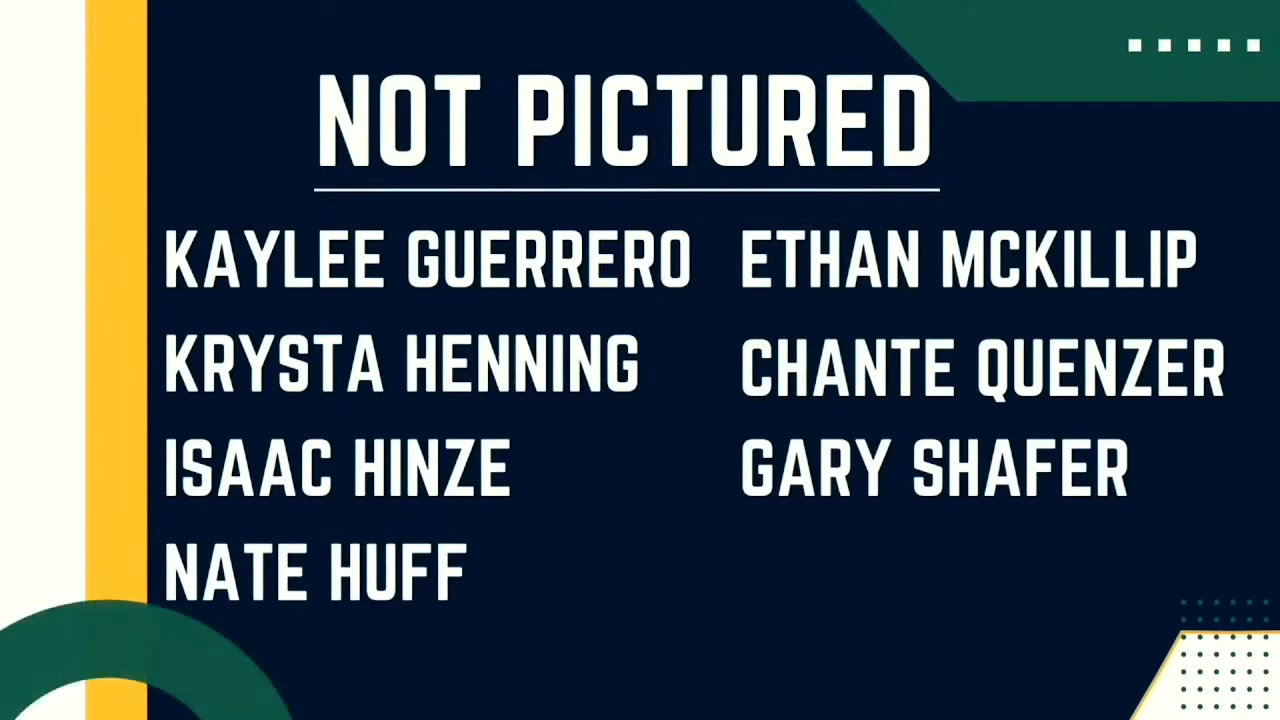 NOT PICTURED
KAYLEE GUERRERO
KRYSTA HENNING
ISAAC HINZE
NATE HUFF
ETHAN MCKILLIP
CHANTE QUENZER
GARY SHAFER